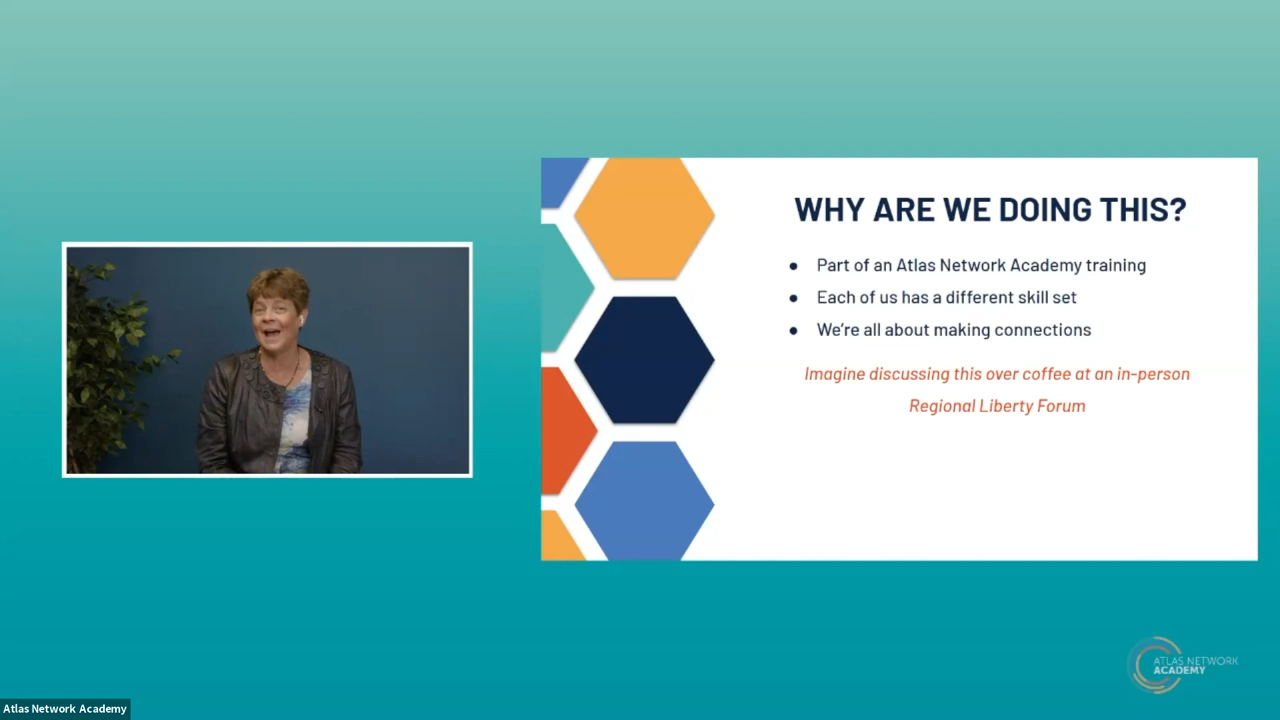 WHY ARE WE DOING THIS?
● Part of an Atlas Network Academy training
● Each of us has a different skill set
● We're all about making connections
Imagine discussing this over coffee at an in-person
Regional Liberty Forum
ATLAS NETWORK
ACADEMY
Atlas Network Academy